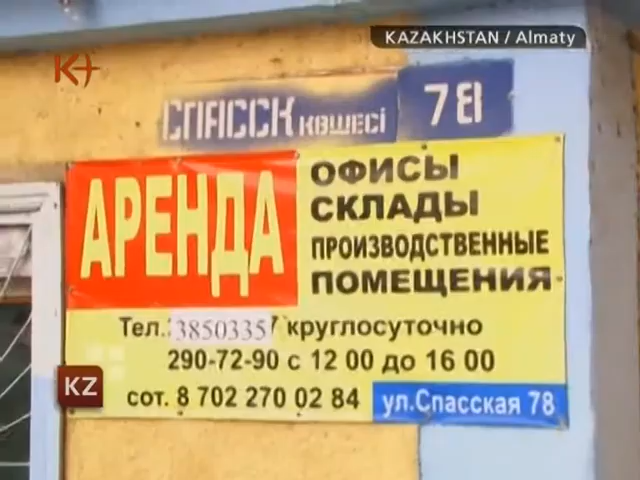 KAZAKHSTAN / Almaty
K+
СПАССК КӨШЕСІ 78
АРЕНДА
ОФИСЫ
СКЛАДЫ
ПРОИЗВОДСТВЕННЫЕ
ПОМЕЩЕНИЯ
Тел.: 3850335 круглосуточно
290-72-90 с 12 00 до 16 00
KZ
сот. 8 702 270 02 84
ул.Спасская 78